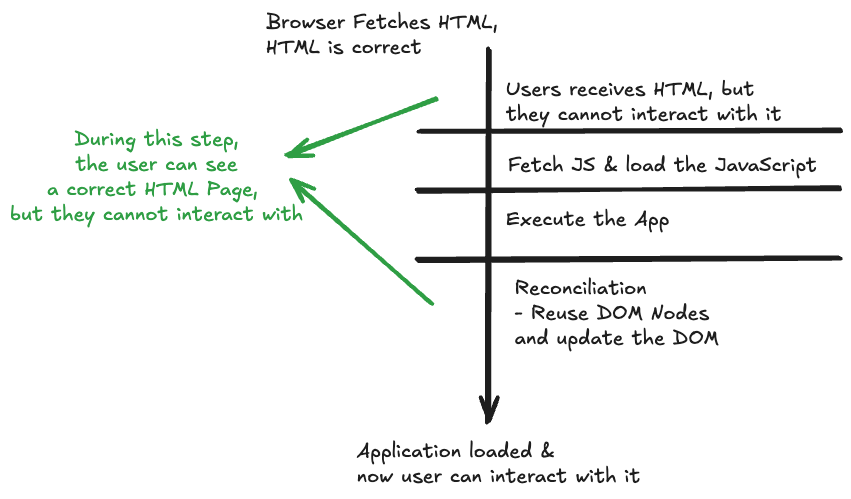 Browser Fetches HTML,
HTML is correct
Users receives HTML, but
they cannot interact with it
During this step,
the user can see
a correct HTML Page,
but they cannot interact with
Fetch JS & load the JavaScript
Execute the App
Reconciliation
- Reuse DOM Nodes
and update the DOM
Application loaded &
now user can interact with it